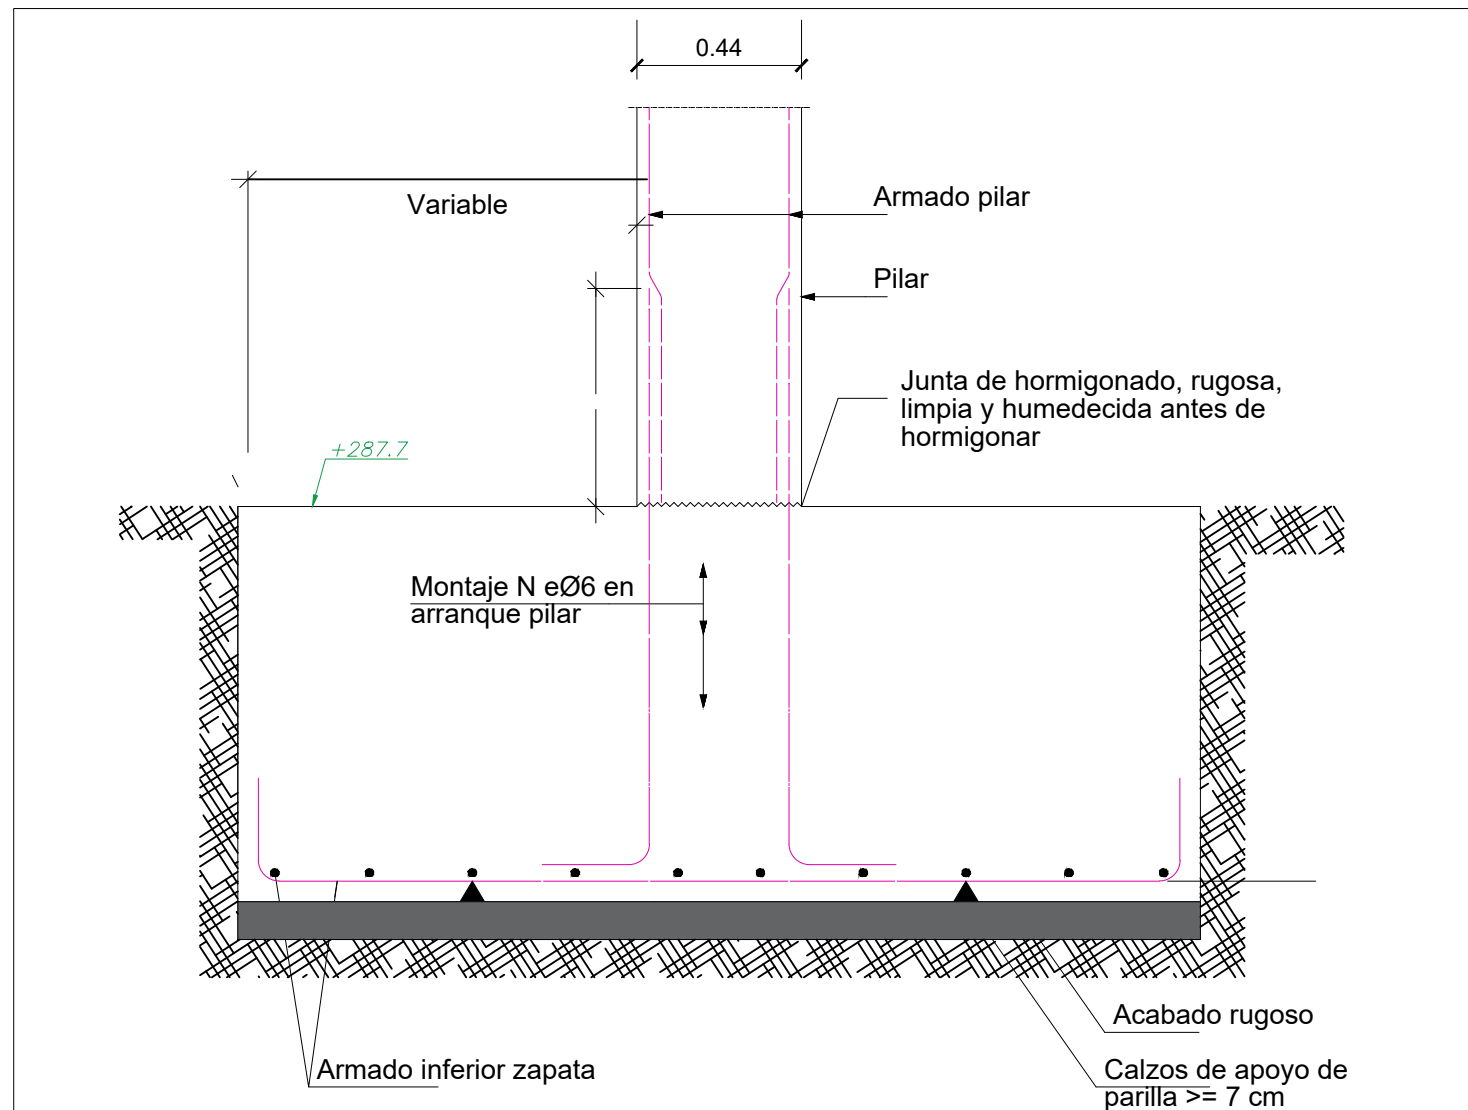 0.44
Variable
Armado pilar
Pilar
Junta de hormigonado, rugosa,
limpia y humedecida antes de
hormigonar
+287.7
Montaje N eØ6 en
arranque pilar
Acabado rugoso
Armado inferior zapata
Calzos de apoyo de
parilla >= 7 cm